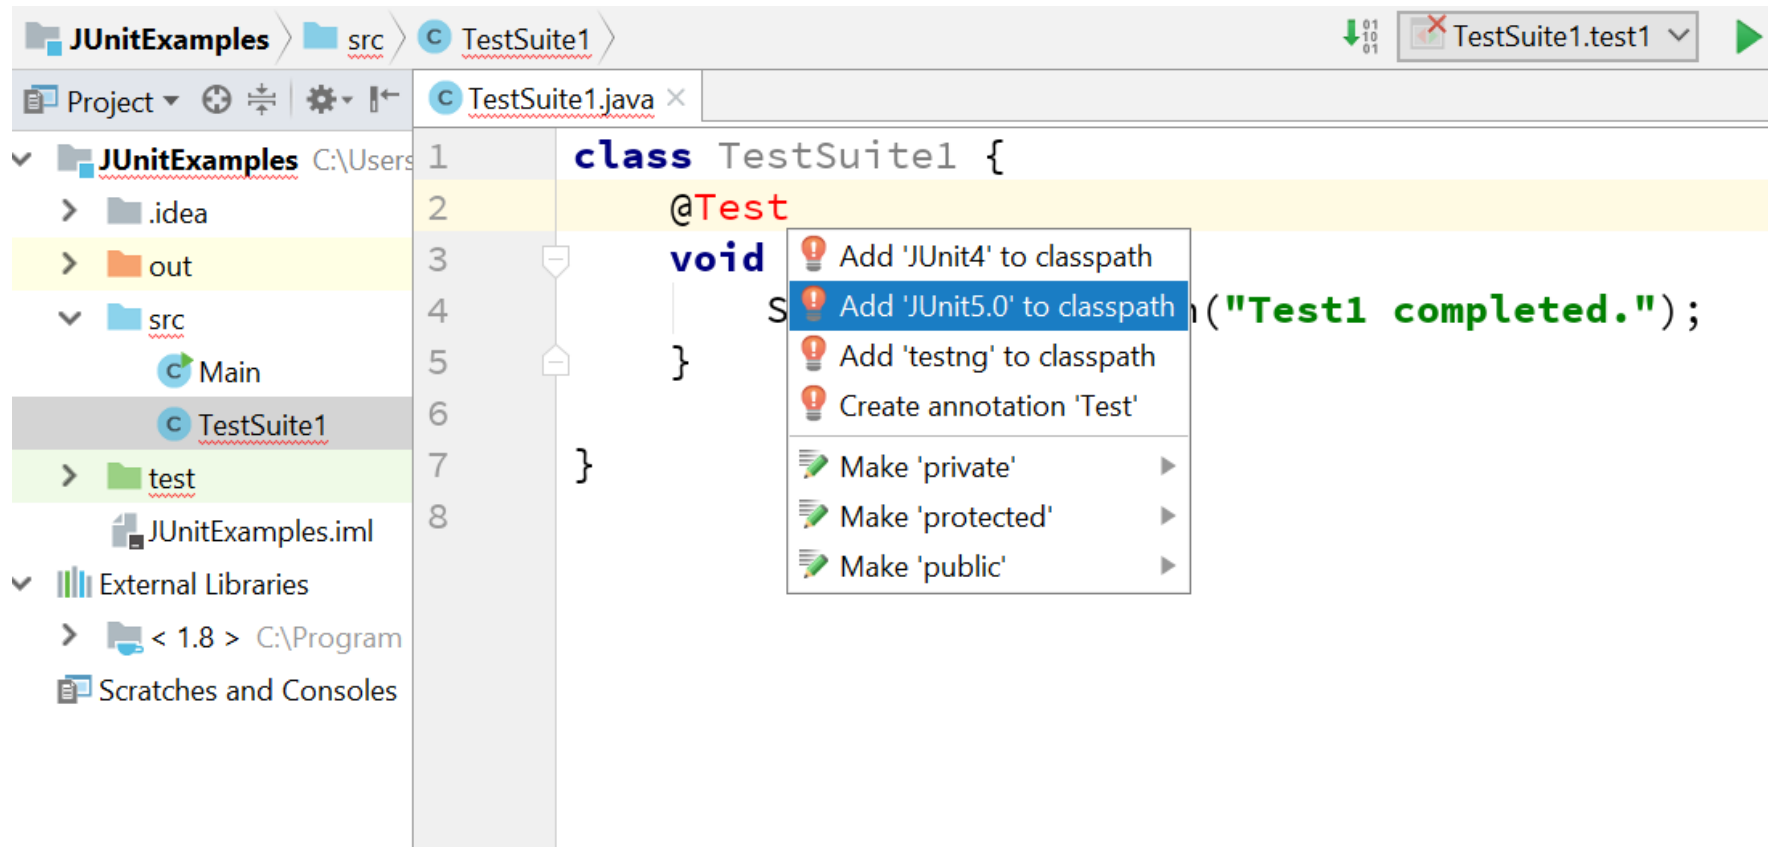 JUnitExamples src TestSuite1 TestSuite1.test1
Project
TestSuite1.java
JUnitExamples C:\Users
.idea
out
src
Main
TestSuite1
test
JUnitExamples.iml
External Libraries
< 1.8 > C:\Program
Scratches and Consoles
1 class TestSuite1 {
2 @Test
3 void
4 S ("Test1 completed.");
5 }
6
7 }
8
Add 'JUnit4' to classpath
Add 'JUnit5.0' to classpath
Add 'testng' to classpath
Create annotation 'Test'
Make 'private'
Make 'protected'
Make 'public'